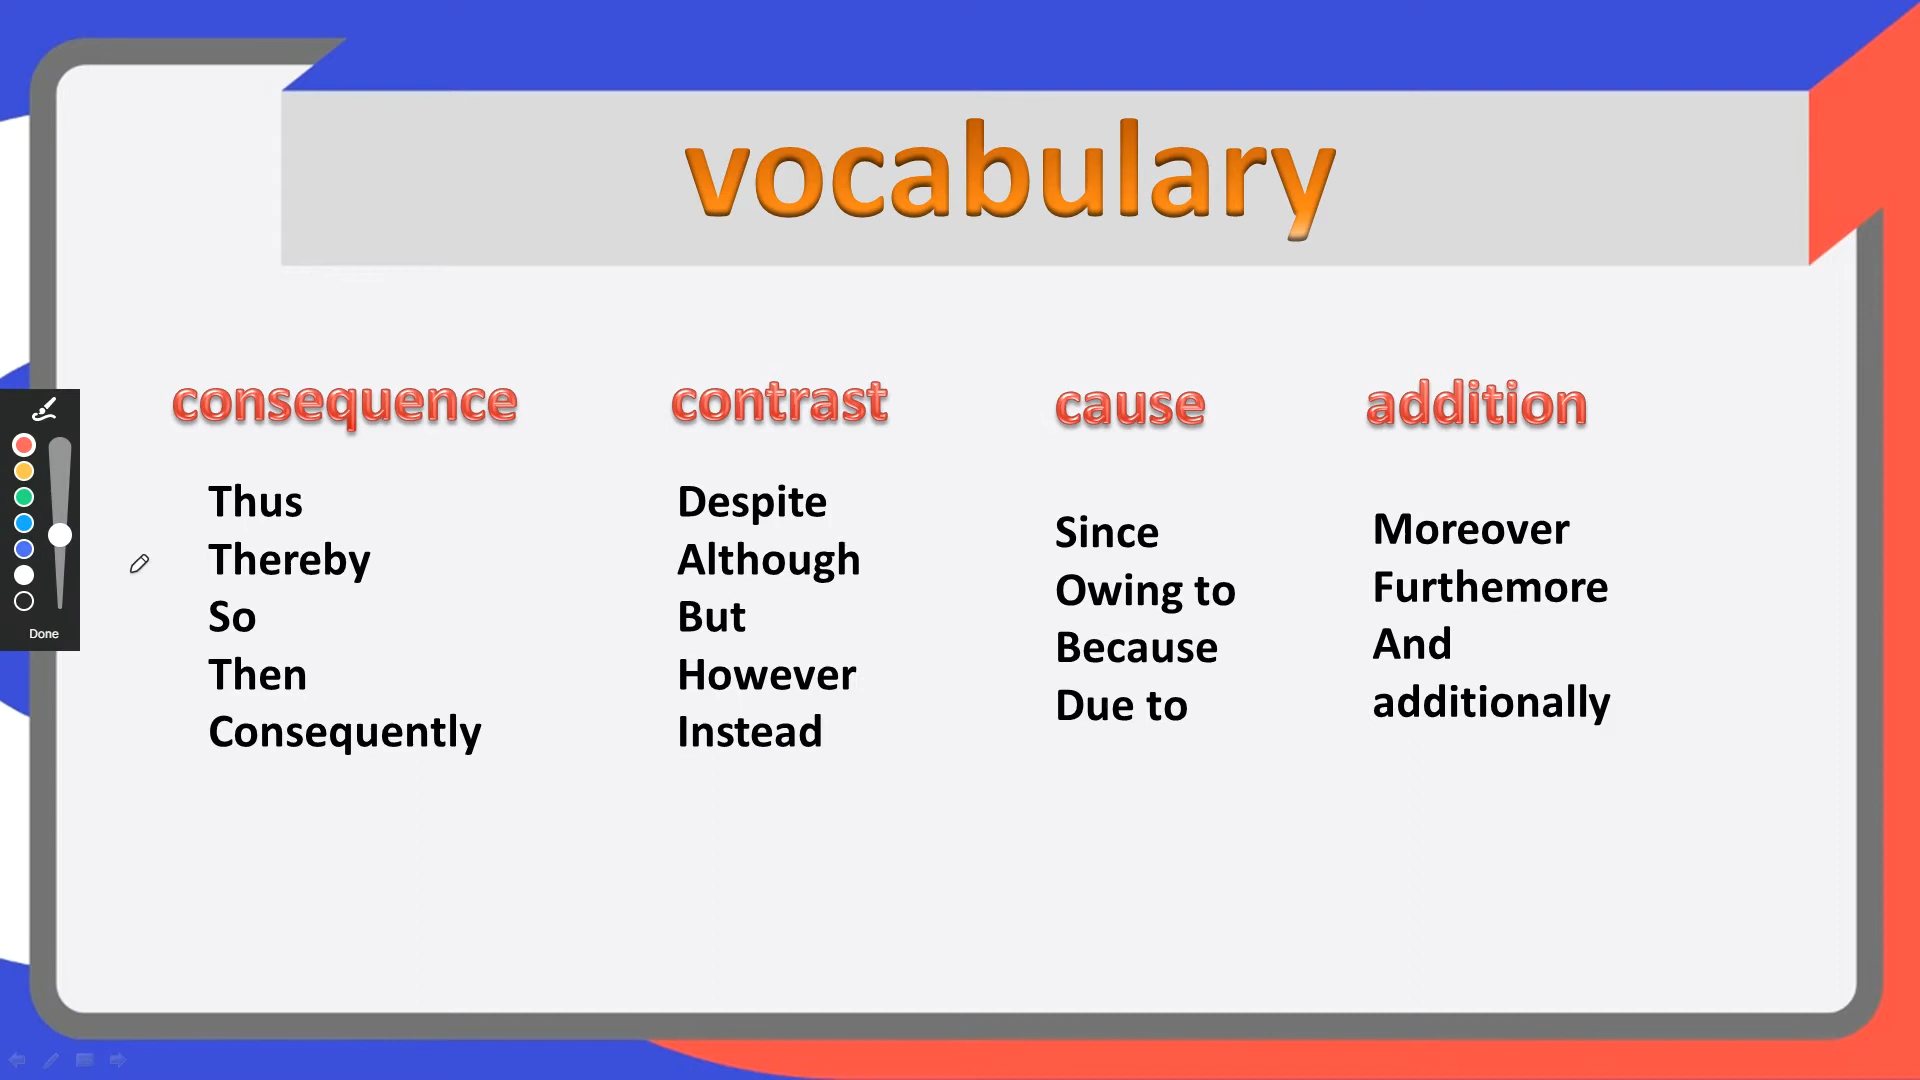 vocabulary
consequence
Thus
Thereby
So
Then
Consequently
contrast
Despite
Although
But
However
Instead
cause
Since
Owing to
Because
Due to
addition
Moreover
Furthemore
And
additionally
Done